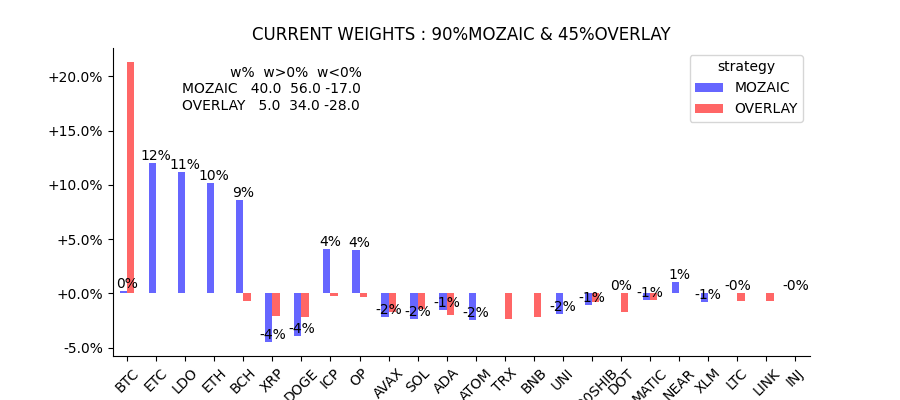 CURRENT WEIGHTS : 90%MOZAIC & 45%OVERLAY
w% w>0% w<0%
MOZAIC 40.0 56.0 -17.0
OVERLAY 5.0 34.0 -28.0
strategy
MOZAIC
OVERLAY
+20.0%
+15.0%
+10.0%
+5.0%
+0.0%
-5.0%
0% 12% 11% 10% 9% -4% -4% 4% 4% -2% -2% -1% -2% -2% -1% 0% -1% 1% -1% -0% -0%
BTC ETC LDO ETH BCH XRP DOGE ICP OP AVAX SOL ADA ATOM TRX BNB UNI DOT MATIC NEAR XLM LTC LINK INJ